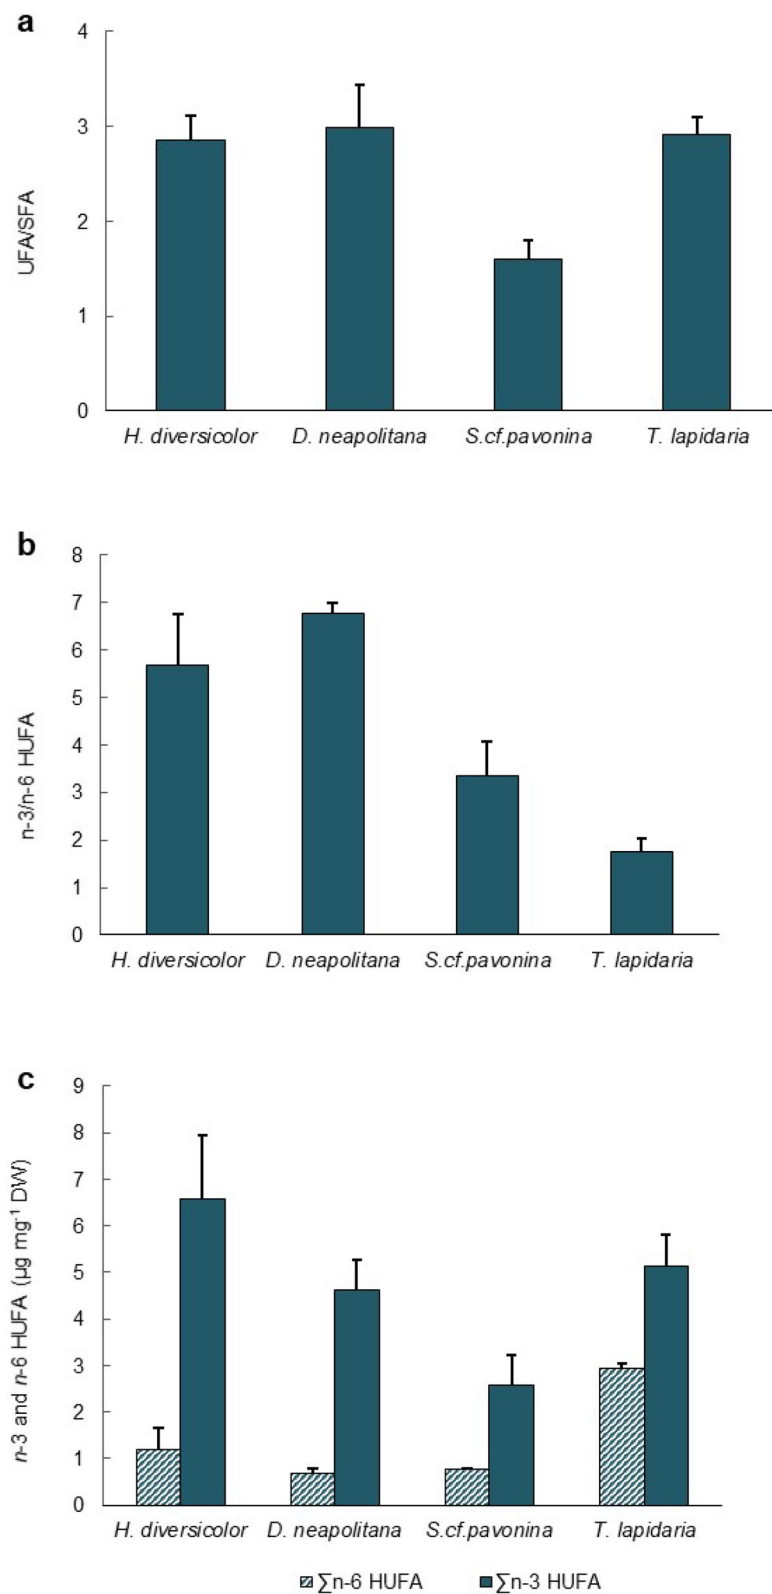 a
4
3
2
1
0
UFA/SFA
H. diversicolor D. neapolitana S.cf.pavonina T. lapidaria
b
8
7
6
5
4
3
2
1
0
n-3/n-6 HUFA
H. diversicolor D. neapolitana S.cf.pavonina T. lapidaria
c
9
8
7
6
5
4
3
2
1
0
n-3 and n-6 HUFA (µg mg⁻¹ DW)
H. diversicolor D. neapolitana S.cf.pavonina T. lapidaria
∑n-6 HUFA ∑n-3 HUFA